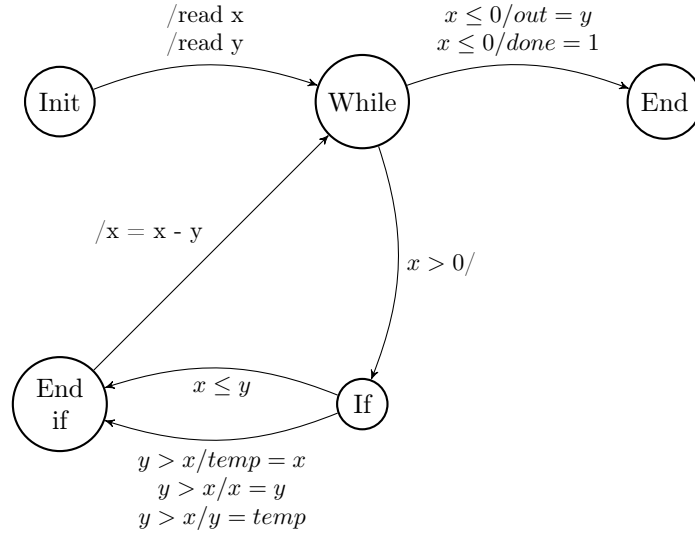 /read x
/read y
x ≤ 0/out = y
x ≤ 0/done = 1
Init
While
End
/x = x - y
x > 0/
End
if
x ≤ y
If
y > x/temp = x
y > x/x = y
y > x/y = temp